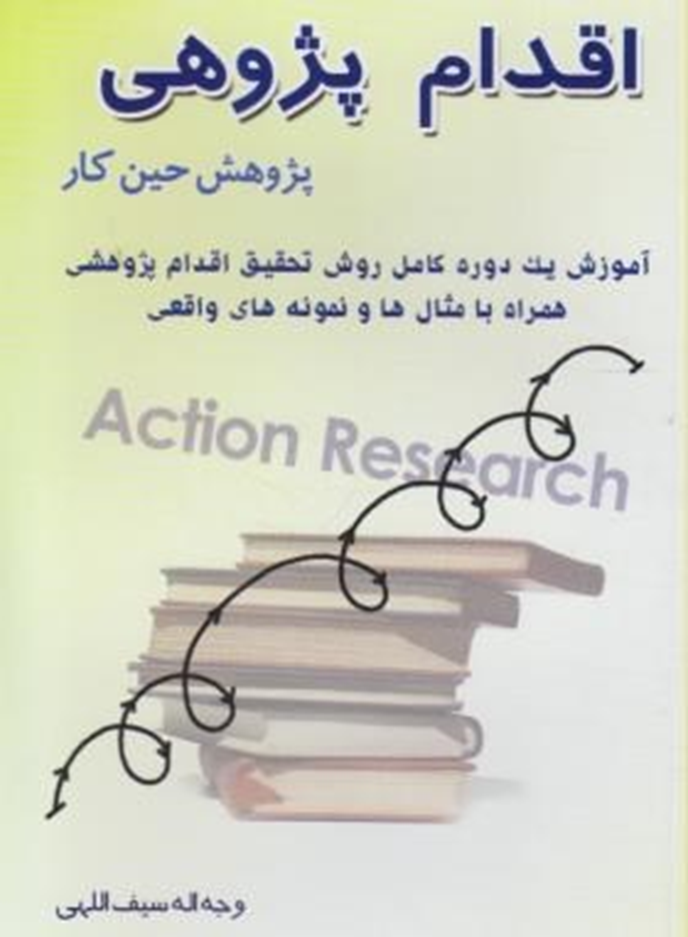 اقدام پژوهی
پژوهش حین کار
آموزش یک دوره کامل روش تحقیق اقدام پژوهشی
همراه با مثال ها و نمونه های واقعی
Action Research
وجه اله سیف اللهی